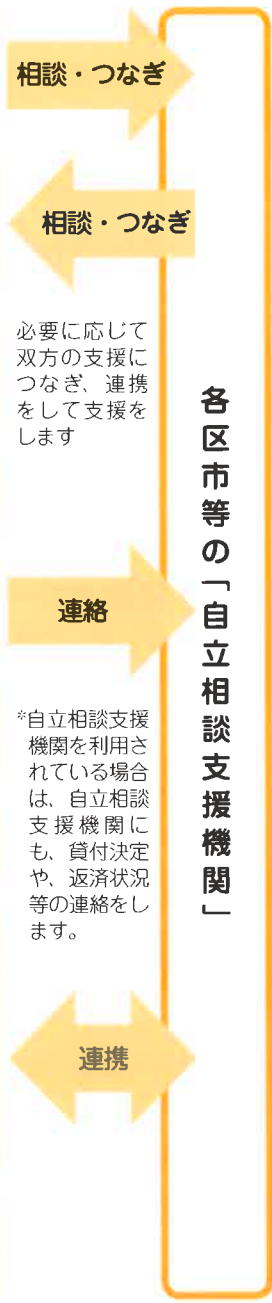 相談・つなぎ
相談・つなぎ
必要に応じて
双方の支援に
つなぎ、連携
をして支援を
します
連絡
*自立相談支援
機関を利用さ
れている場合
は、自立相談
支援機関に
も、貸付決定
や、返済状況
等の連絡をし
ます。
連携
各区市等の「自立相談支援機関」